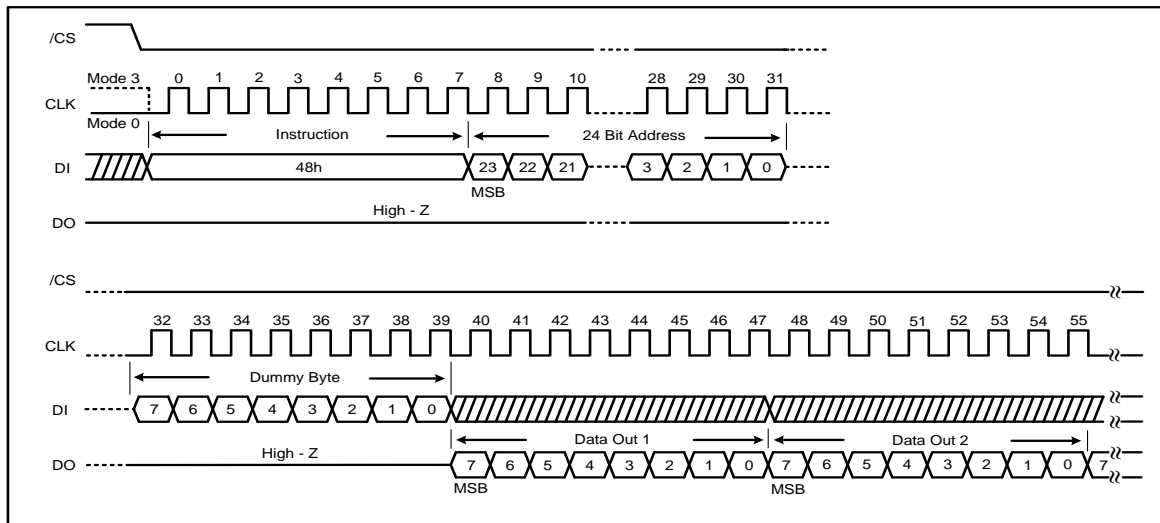 /CS
Mode 3 0 1 2 3 4 5 6 7 8 9 10 28 29 30 31
CLK
Mode 0
Instruction 24 Bit Address
DI 48h 23 22 21 3 2 1 0
MSB
High - Z
DO
/CS
32 33 34 35 36 37 38 39 40 41 42 43 44 45 46 47 48 49 50 51 52 53 54 55
CLK
Dummy Byte
DI 7 6 5 4 3 2 1 0
Data Out 1 Data Out 2
High - Z
DO 7 6 5 4 3 2 1 0 7 6 5 4 3 2 1 0 7
MSB MSB